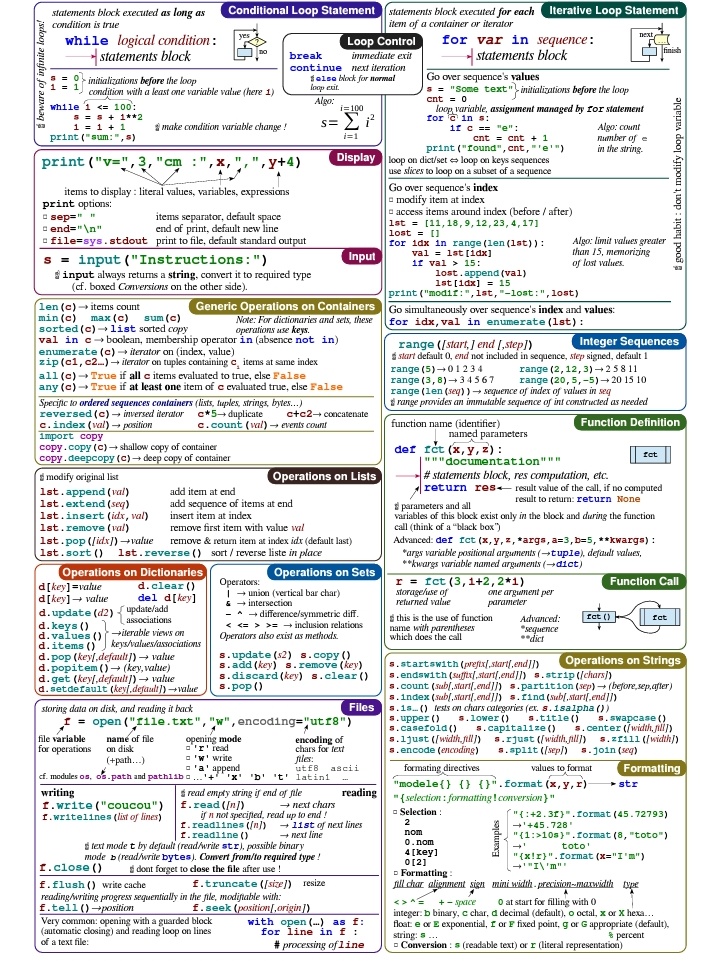 Conditional Loop Statement
statements block executed as long as
condition is true
while logical condition:
statements block
yes
?
no
beware of infinite loops!
s = 0
i = 1
initializations before the loop
condition with a least one variable value (here i)
while i <= 100:
s = s + i**2
i = i + 1
make condition variable change !
print("sum:",s)
Algo:
i=100
s = ∑ i²
i=1
Loop Control
break immediate exit
continue next iteration
else block for normal
loop exit.
Display
print("v=",3,"cm :",x,",",y+4)
items to display : literal values, variables, expressions
print options:
sep=" " items separator, default space
end="\n" end of print, default new line
file=sys.stdout print to file, default standard output
Input
s = input("Instructions:")
input always returns a string, convert it to required type
(cf. boxed Conversions on the other side).
Generic Operations on Containers
len(c)→ items count
min(c) max(c) sum(c)
Note: For dictionaries and sets, these
operations use keys.
sorted(c)→ list sorted copy
val in c → boolean, membership operator in (absence not in)
enumerate(c)→ iterator on (index, value)
zip(c1,c2…)→ iterator on tuples containing ci items at same index
all(c)→ True if all c items evaluated to true, else False
any(c)→ True if at least one item of c evaluated true, else False
Specific to ordered sequences containers (lists, tuples, strings, bytes…)
reversed(c)→ inversed iterator c*5→ duplicate c+c2→ concatenate
c.index(val)→ position c.count(val)→ events count
import copy
copy.copy(c)→ shallow copy of container
copy.deepcopy(c)→ deep copy of container
Operations on Lists
modify original list
lst.append(val) add item at end
lst.extend(seq) add sequence of items at end
lst.insert(idx,val) insert item at index
lst.remove(val) remove first item with value val
lst.pop([idx])→value remove & return item at index idx (default last)
lst.sort() lst.reverse() sort / reverse liste in place
Operations on Dictionaries
d[key]=value d.clear()
d[key]→ value del d[key]
d.update(d2) update/add
associations
d.keys()
d.values()
d.items()
→iterable views on
keys/values/associations
d.pop(key[,default])→ value
d.popitem()→ (key,value)
d.get(key[,default])→ value
d.setdefault(key[,default])→value
Operations on Sets
Operators:
| → union (vertical bar char)
& → intersection
- ^ → difference/symmetric diff.
< <= > >= → inclusion relations
Operators also exist as methods.
s.update(s2) s.copy()
s.add(key) s.remove(key)
s.discard(key) s.clear()
s.pop()
Files
storing data on disk, and reading it back
f = open("file.txt","w",encoding="utf8")
file variable
for operations
name of file
on disk
(+path…)
opening mode
'r' read
'w' write
'a' append
…'+' 'x' 'b' 't'
encoding of
chars for text
files:
utf8 ascii
latin1 …
cf. modules os, os.path and pathlib
writing
f.write("coucou")
f.writelines(list of lines)
read empty string if end of file reading
f.read([n]) → next chars
if n not specified, read up to end !
f.readlines([n]) → list of next lines
f.readline() → next line
text mode t by default (read/write str), possible binary
mode b (read/write bytes). Convert from/to required type !
f.close() dont forget to close the file after use !
f.flush() write cache f.truncate([size]) resize
reading/writing progress sequentially in the file, modifiable with:
f.tell()→position f.seek(position[,origin])
Very common: opening with a guarded block
(automatic closing) and reading loop on lines
of a text file:
with open(…) as f:
for line in f :
# processing of line
Iterative Loop Statement
statements block executed for each
item of a container or iterator
for var in sequence:
statements block
next
…
finish
Go over sequence's values
s = "Some text"
cnt = 0
initializations before the loop
loop variable, assignment managed by for statement
for c in s:
if c == "e":
cnt = cnt + 1
print("found",cnt,"'e'")
Algo: count
number of e
in the string.
loop on dict/set ⇔ loop on keys sequences
use slices to loop on a subset of a sequence
Go over sequence's index
modify item at index
access items around index (before / after)
lst = [11,18,9,12,23,4,17]
lost = []
for idx in range(len(lst)):
val = lst[idx]
if val > 15:
lost.append(val)
lst[idx] = 15
print("modif:",lst,"-lost:",lost)
Algo: limit values greater
than 15, memorizing
of lost values.
Go simultaneously over sequence's index and values:
for idx,val in enumerate(lst):
good habit : don't modify loop variable
Integer Sequences
range([start,] end [,step])
start default 0, end not included in sequence, step signed, default 1
range(5)→ 0 1 2 3 4 range(2,12,3)→ 2 5 8 11
range(3,8)→ 3 4 5 6 7 range(20,5,-5)→ 20 15 10
range(len(seq))→ sequence of index of values in seq
range provides an immutable sequence of int constructed as needed
Function Definition
function name (identifier)
named parameters
def fct(x,y,z):
"""documentation"""
# statements block, res computation, etc.
return res
fct
result value of the call, if no computed
result to return: return None
parameters and all
variables of this block exist only in the block and during the function
call (think of a “black box”)
Advanced: def fct(x,y,z,*args,a=3,b=5,**kwargs):
*args variable positional arguments (→tuple), default values,
**kwargs variable named arguments (→dict)
Function Call
r = fct(3,i+2,2*i)
storage/use of
returned value
one argument per
parameter
this is the use of function
name with parentheses
which does the call
Advanced:
*sequence
**dict
fct()
fct
Operations on Strings
s.startswith(prefix[,start[,end]])
s.endswith(suffix[,start[,end]]) s.strip([chars])
s.count(sub[,start[,end]]) s.partition(sep)→ (before,sep,after)
s.index(sub[,start[,end]]) s.find(sub[,start[,end]])
s.is…() tests on chars categories (ex. s.isalpha())
s.upper() s.lower() s.title() s.swapcase()
s.casefold() s.capitalize() s.center([width,fill])
s.ljust([width,fill]) s.rjust([width,fill]) s.zfill([width])
s.encode(encoding) s.split([sep]) s.join(seq)
Formatting
formating directives values to format
"modele{} {} {}".format(x,y,r) str
"{selection:formatting!conversion}"
Selection :
2
nom
0.nom
4[key]
0[2]
Examples
"{:+2.3f}".format(45.72793)
→'+45.728'
"{1:>10s}".format(8,"toto")
→' toto'
"{x!r}".format(x="I'm")
→'"I\'m"'
Formatting :
fill char alignment sign mini width.precision~maxwidth type
< > ^ = + - space 0 at start for filling with 0
integer: b binary, c char, d decimal (default), o octal, x or X hexa…
float: e or E exponential, f or F fixed point, g or G appropriate (default),
string: s … % percent
Conversion : s (readable text) or r (literal representation)